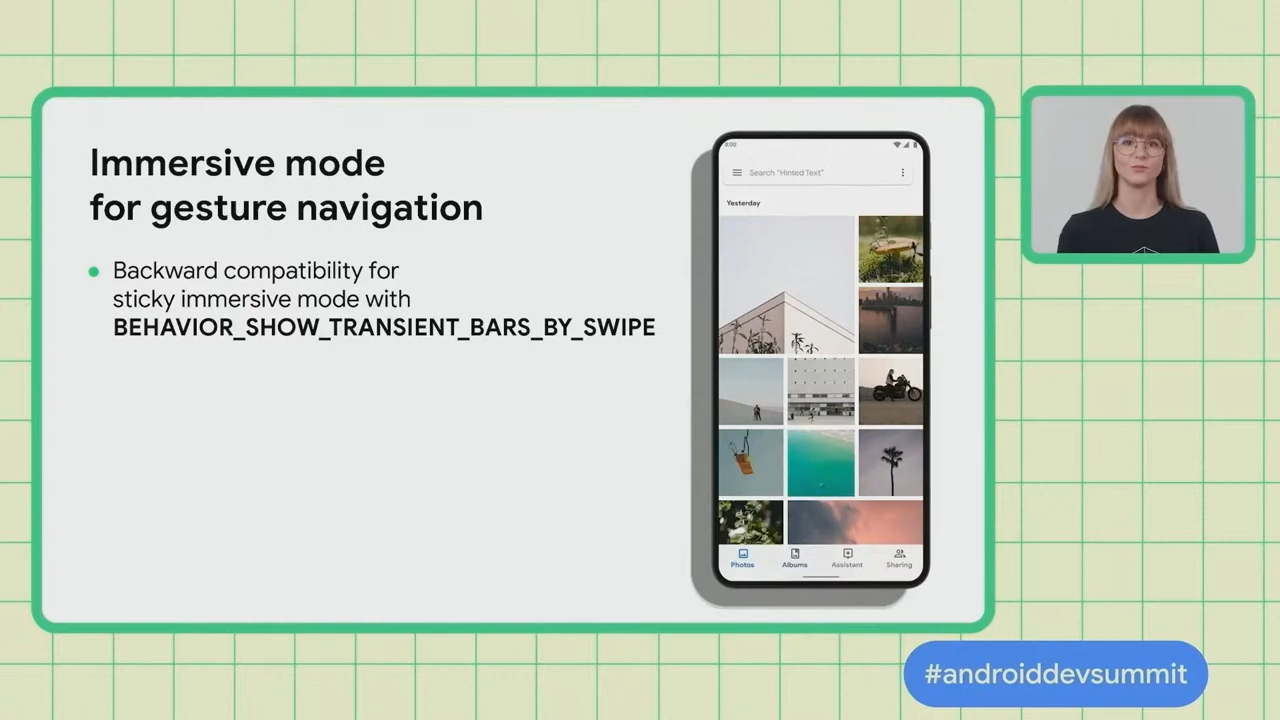 Immersive mode
for gesture navigation
Backward compatibility for
sticky immersive mode with
BEHAVIOR_SHOW_TRANSIENT_BARS_BY_SWIPE
Search "Hinted Text"
Yesterday
Photos
Albums
Assistant
Sharing
#androiddevsummit